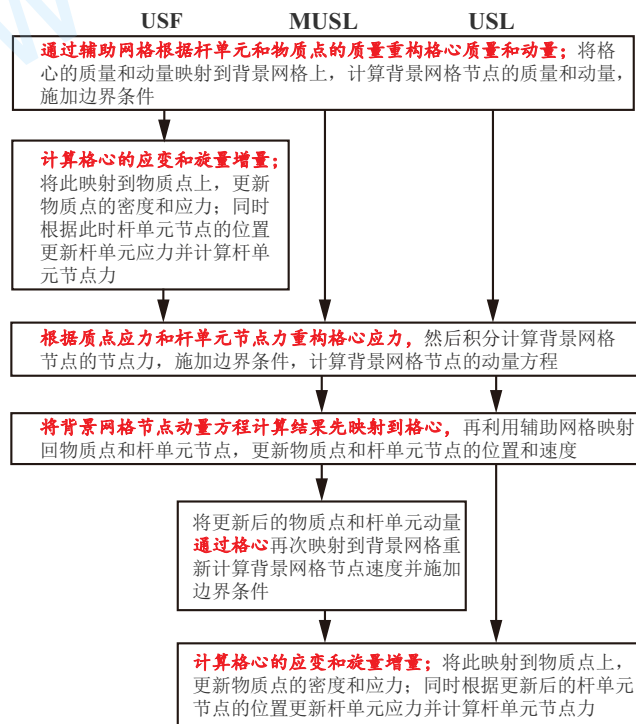 USF MUSL USL
通过辅助网格根据杆单元和物质点的质量重构格心质量和动量；将格
心的质量和动量映射到背景网格上，计算背景网格节点的质量和动量，
施加边界条件
计算格心的应变和旋量增量；
将此映射到物质点上，更新
物质点的密度和应力；同时
根据此时杆单元节点的位置
更新杆单元应力并计算杆单
元节点力
根据质点应力和杆单元节点力重构格心应力，然后积分计算背景网格
节点的节点力，施加边界条件，计算背景网格节点的动量方程
将背景网格节点动量方程计算结果先映射到格心，再利用辅助网格映射
回物质点和杆单元节点，更新物质点和杆单元节点的位置和速度
将更新后的物质点和杆单元动量
通过格心再次映射到背景网格重
新计算背景网格节点速度并施加
边界条件
计算格心的应变和旋量增量；将此映射到物质点上，
更新物质点的密度和应力；同时根据更新后的杆单元
节点的位置更新杆单元应力并计算杆单元节点力